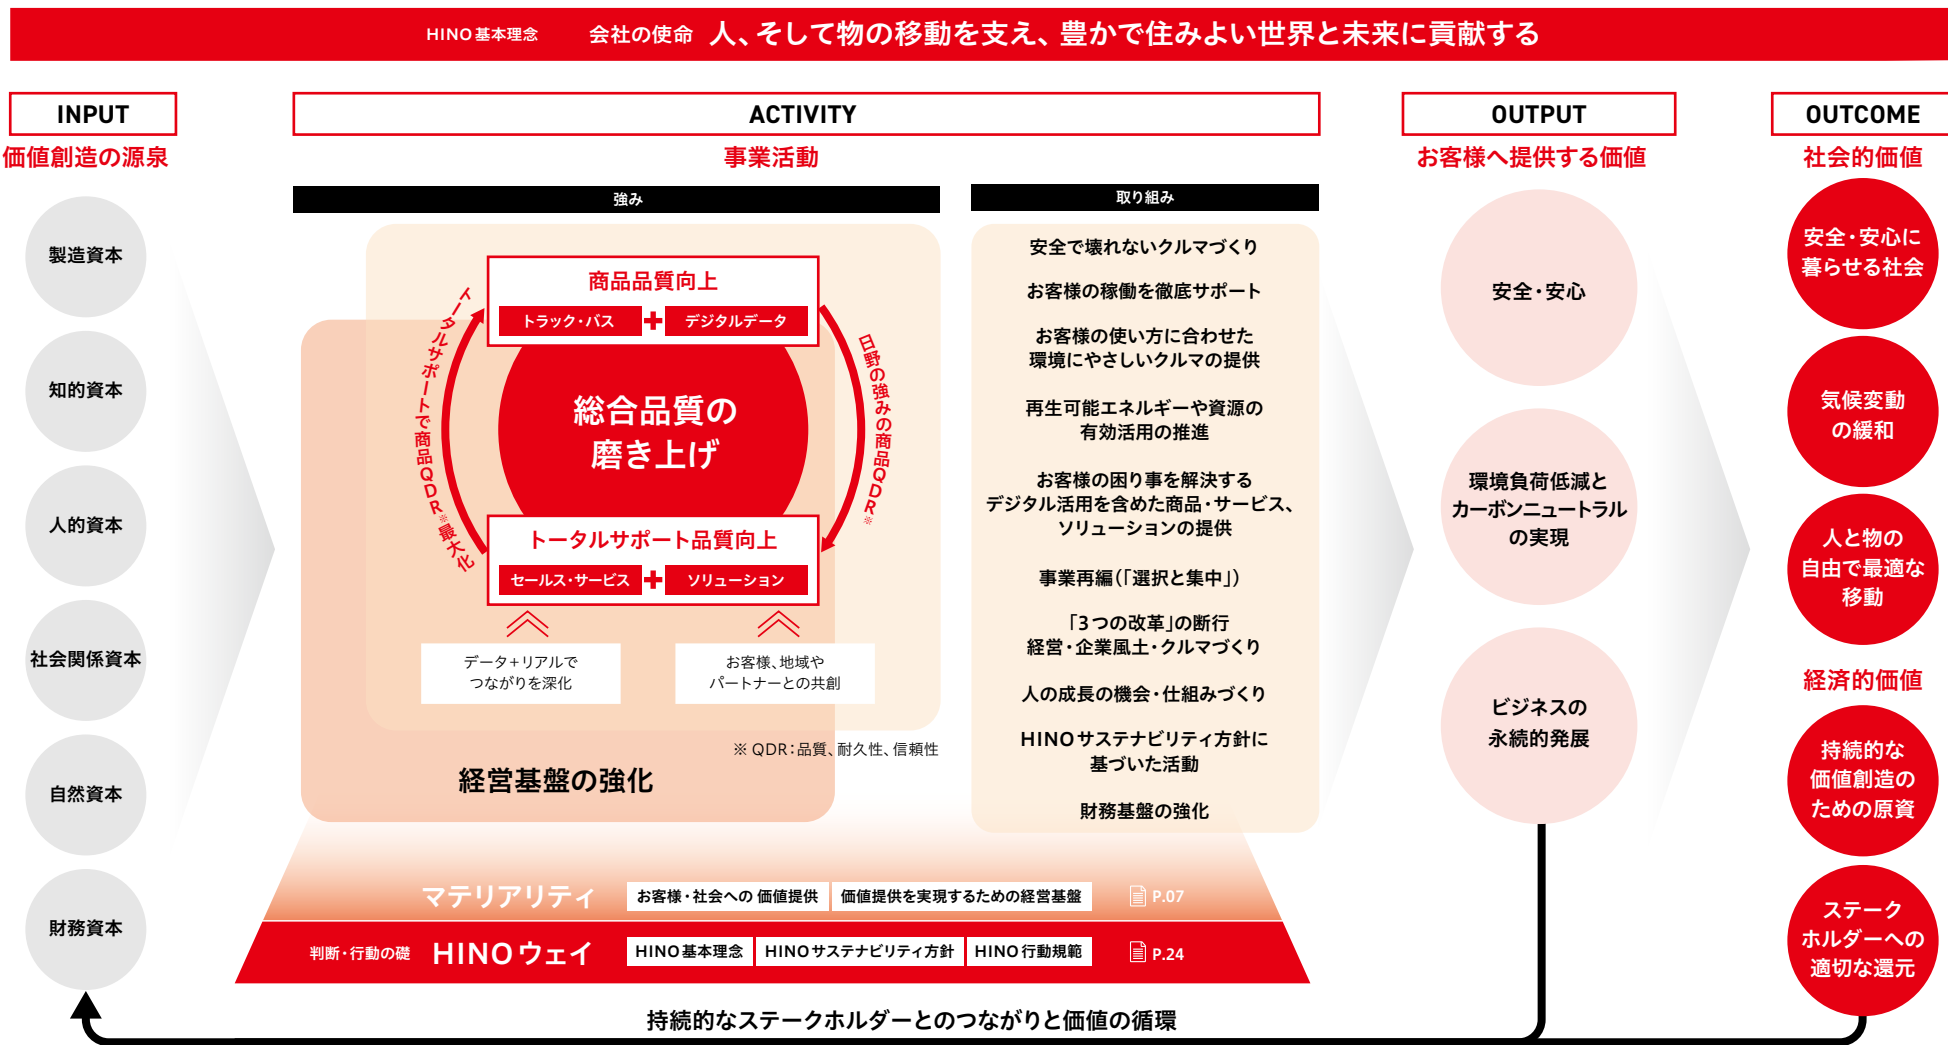 HINO基本理念 会社の使命 人、そして物の移動を支え、豊かで住みよい世界と未来に貢献する
INPUT
価値創造の源泉
製造資本
知的資本
人的資本
社会関係資本
自然資本
財務資本
ACTIVITY
事業活動
強み
商品品質向上
トラック・バス + デジタルデータ
トータルサポートで商品QDR※最大化
日野の強みの商品QDR※
総合品質の
磨き上げ
トータルサポート品質向上
セールス・サービス + ソリューション
データ+リアルで
つながりを深化
お客様、地域や
パートナーとの共創
※ QDR:品質、耐久性、信頼性
経営基盤の強化
取り組み
安全で壊れないクルマづくり
お客様の稼働を徹底サポート
お客様の使い方に合わせた
環境にやさしいクルマの提供
再生可能エネルギーや資源の
有効活用の推進
お客様の困り事を解決する
デジタル活用を含めた商品・サービス、
ソリューションの提供
事業再編(「選択と集中」)
「3つの改革」の断行
経営・企業風土・クルマづくり
人の成長の機会・仕組みづくり
HINOサステナビリティ方針に
基づいた活動
財務基盤の強化
マテリアリティ お客様・社会への 価値提供 価値提供を実現するための経営基盤 P.07
判断・行動の礎 HINOウェイ HINO基本理念 HINOサステナビリティ方針 HINO行動規範 P.24
OUTPUT
お客様へ提供する価値
安全・安心
環境負荷低減と
カーボンニュートラル
の実現
ビジネスの
永続的発展
OUTCOME
社会的価値
安全・安心に
暮らせる社会
気候変動
の緩和
人と物の
自由で最適な
移動
経済的価値
持続的な
価値創造の
ための原資
ステーク
ホルダーへの
適切な還元
持続的なステークホルダーとのつながりと価値の循環